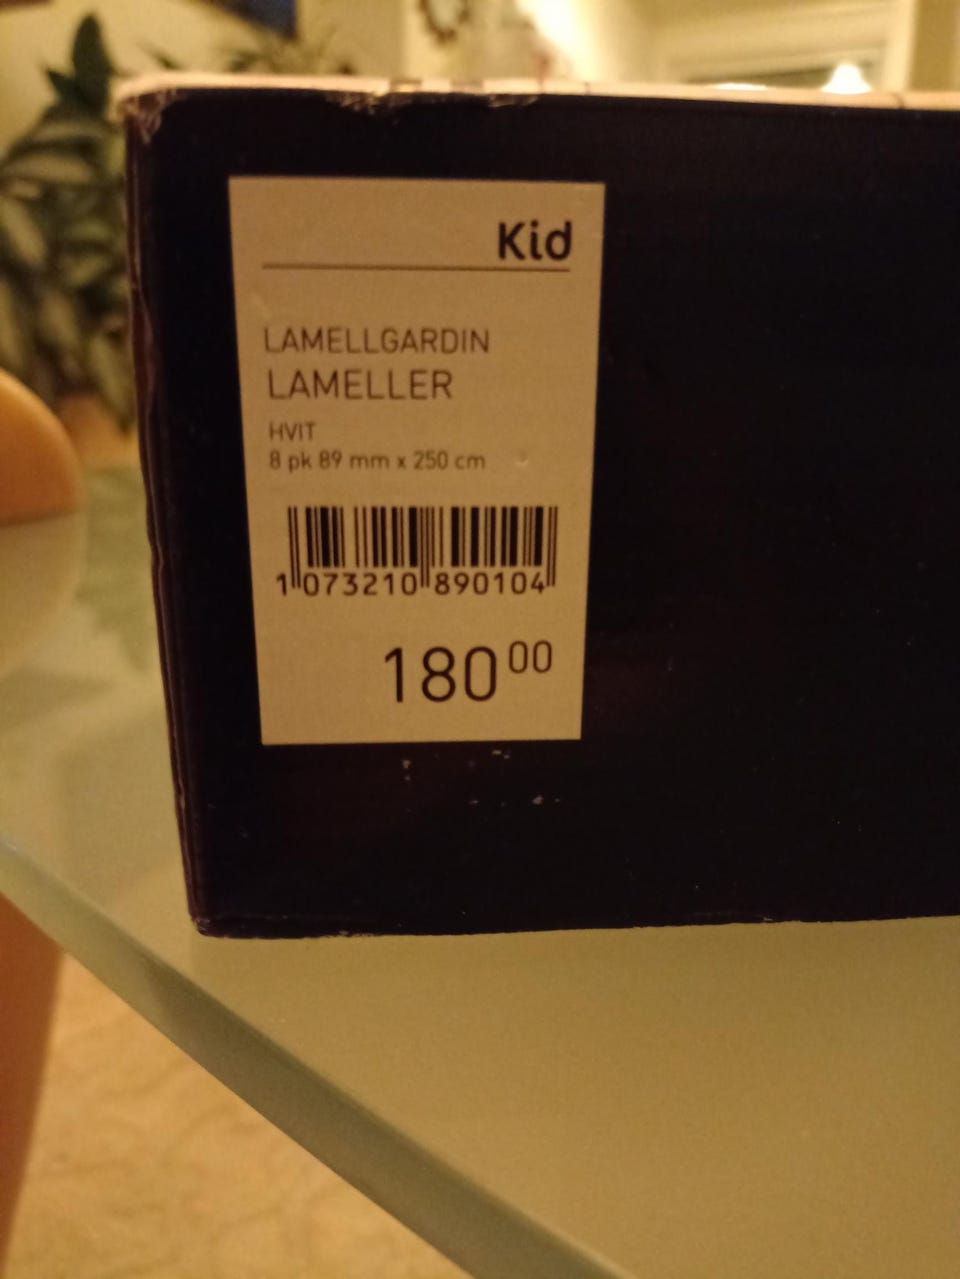 Kid
LAMELLGARDIN
LAMELLER
HVIT
8 pk 89 mm x 250 cm
1 073210 890104
180 00